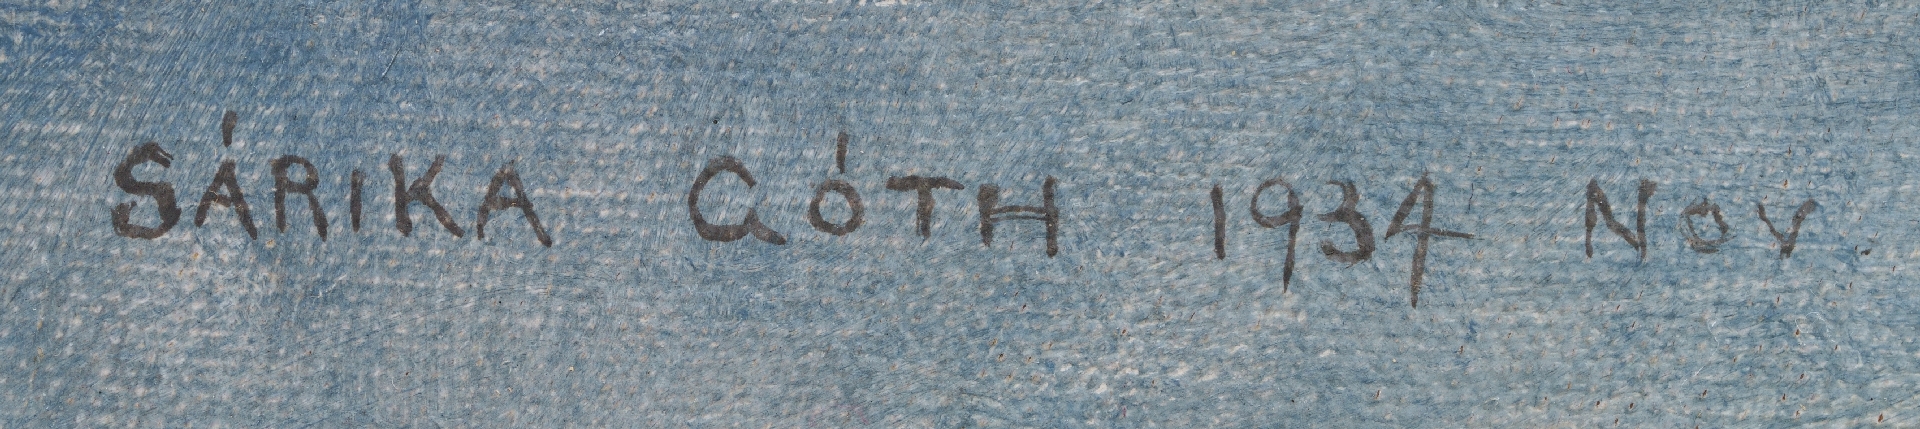 SÁRIKA GÓTH 1934 Nov.